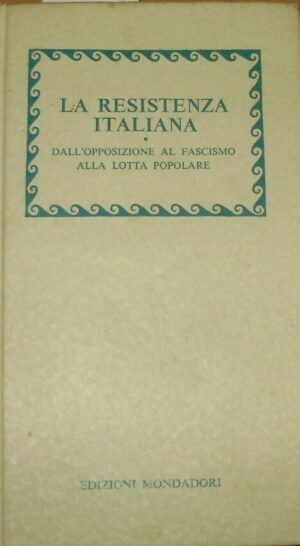 LA RESISTENZA
ITALIANA
•
DALL'OPPOSIZIONE AL FASCISMO
ALLA LOTTA POPOLARE
EDIZIONI MONDADORI